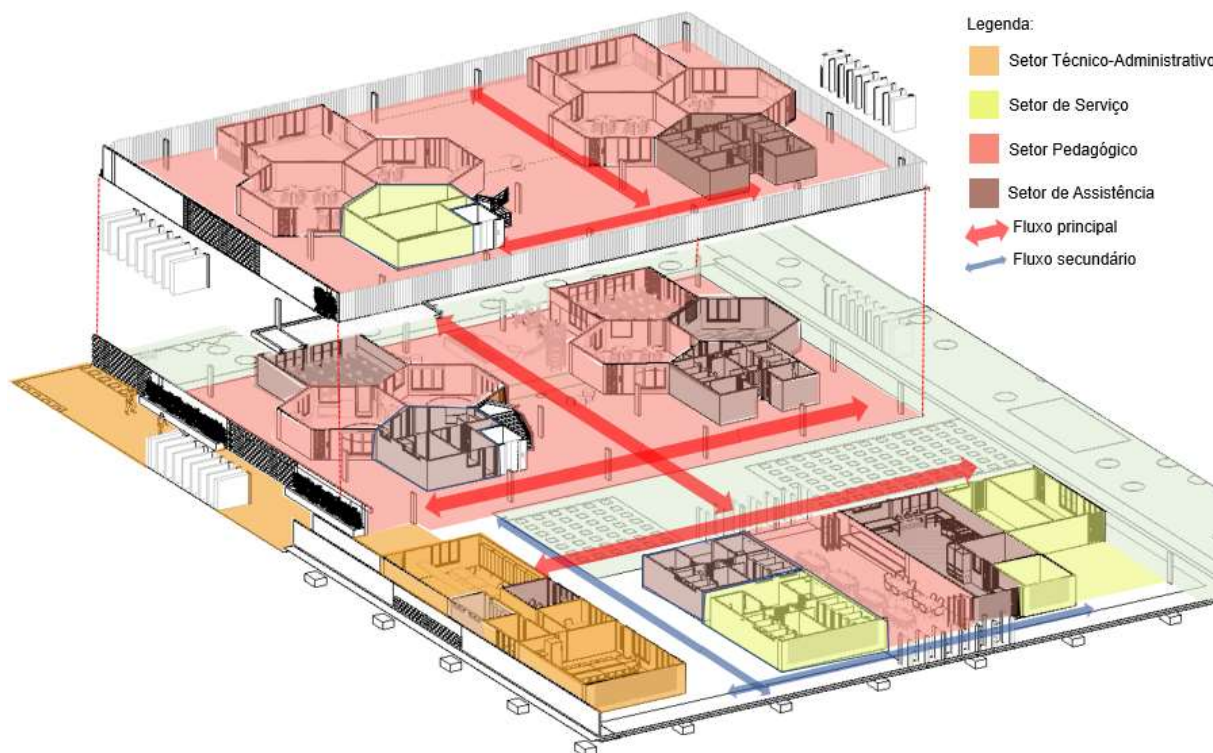 Legenda:
Setor Técnico-Administrativo
Setor de Serviço
Setor Pedagógico
Setor de Assistência
Fluxo principal
Fluxo secundário